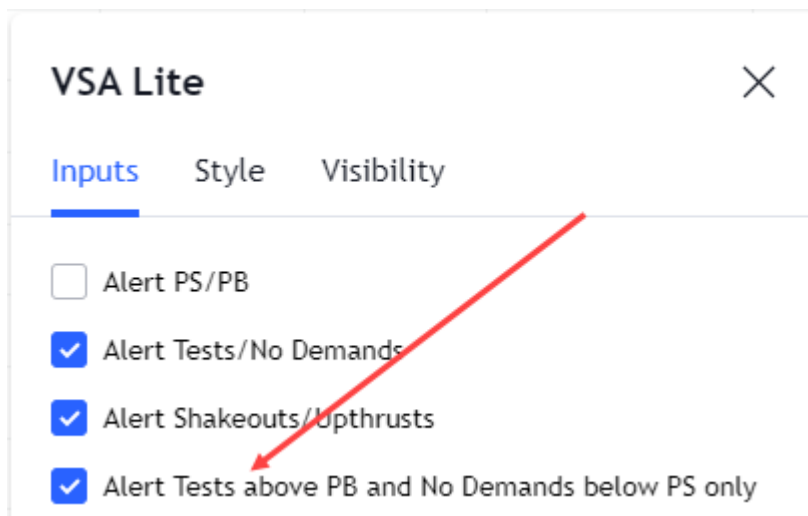 VSA Lite
Inputs Style Visibility
Alert PS/PB
Alert Tests/No Demands
Alert Shakeouts/Upthrusts
Alert Tests above PB and No Demands below PS only